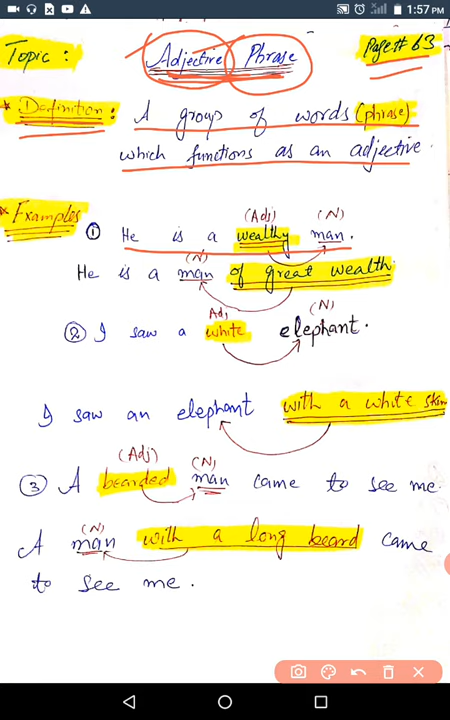 1:57PM
Topic : Adjective Phrase Page# 63
* Definition : A group of words (phrase)
which functions as an adjective.
* Examples
(Adj) (N)
① He is a wealthy man.
(N)
He is a man of great wealth.
Adj (N)
② I saw a white elephant.
I saw an elephant with a white skin
(Adj) (N)
③ A bearded man came to see me
(N)
A man with a long beard came
to see me.